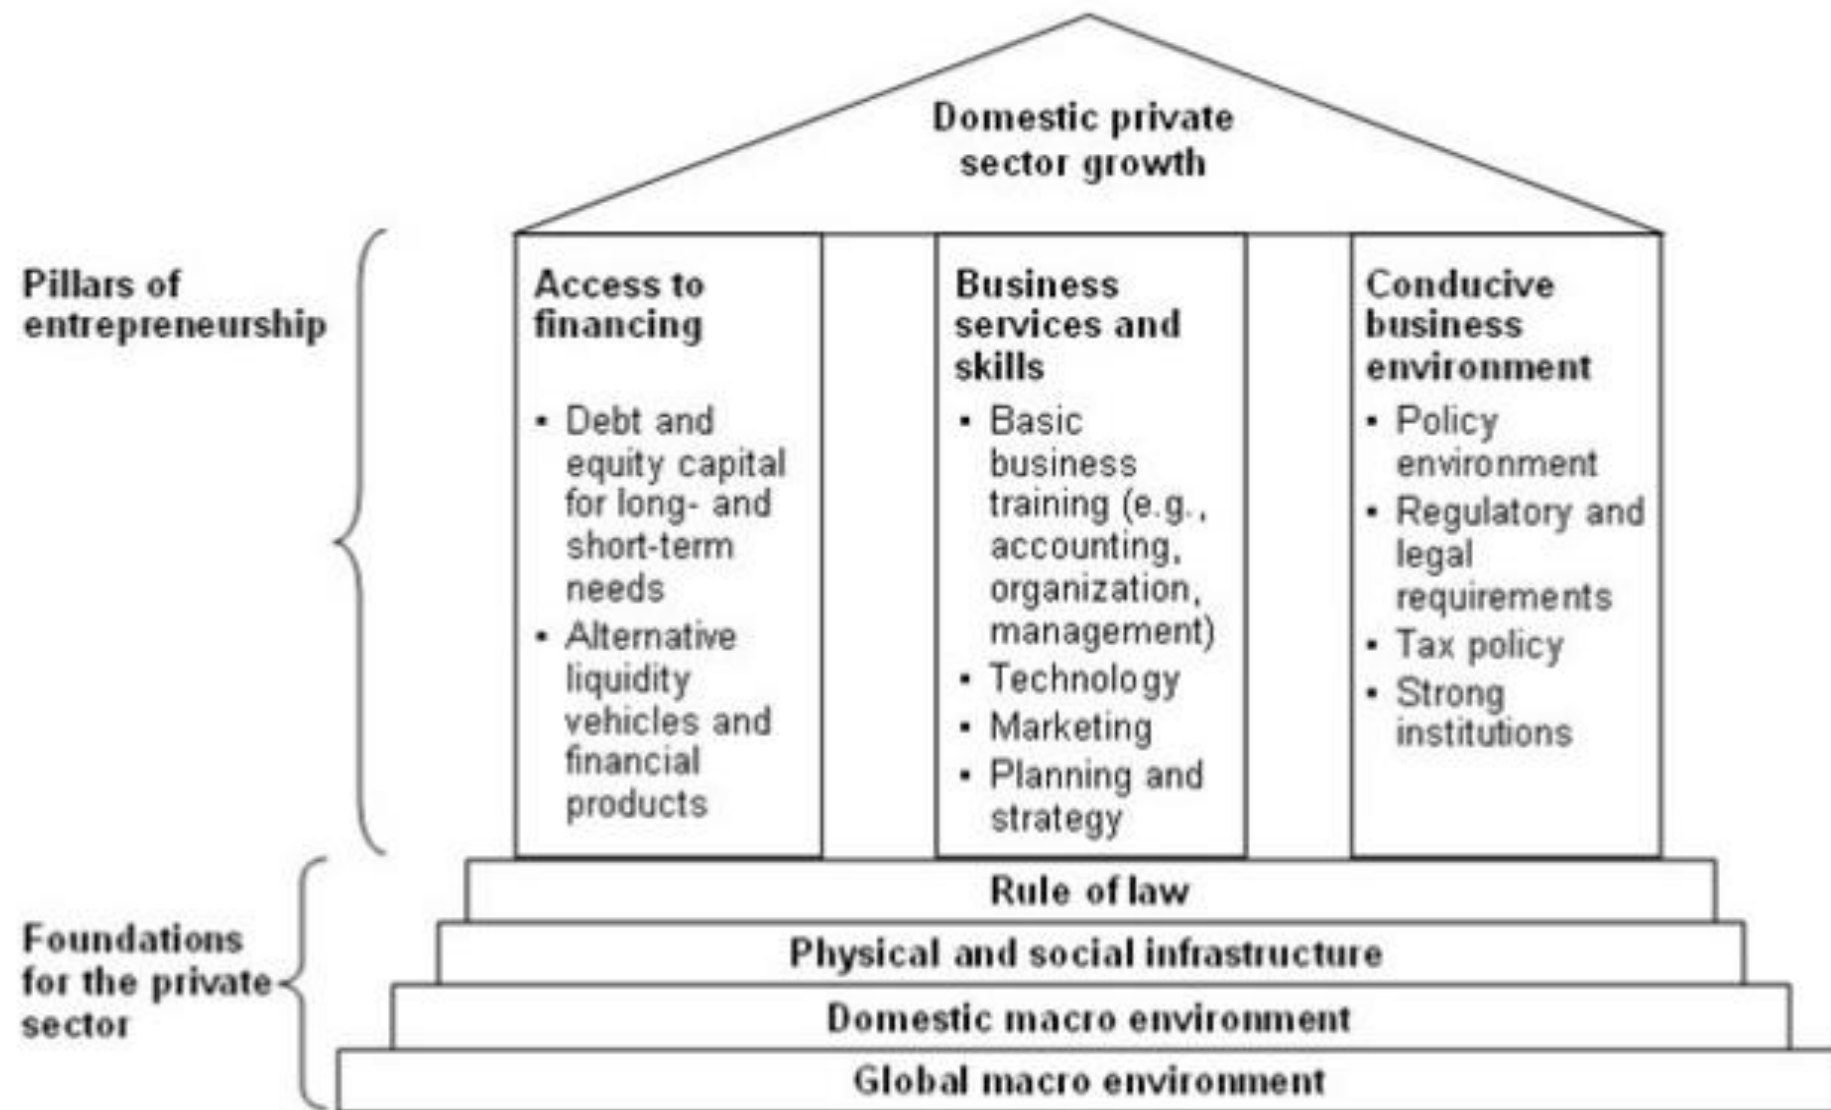 Domestic private
sector growth
Pillars of
entrepreneurship
Access to
financing
▪ Debt and
equity capital
for long- and
short-term
needs
▪ Alternative
liquidity
vehicles and
financial
products
Business
services and
skills
▪ Basic
business
training (e.g.,
accounting,
organization,
management)
▪ Technology
▪ Marketing
▪ Planning and
strategy
Conducive
business
environment
▪ Policy
environment
▪ Regulatory and
legal
requirements
▪ Tax policy
▪ Strong
institutions
Foundations
for the private
sector
Rule of law
Physical and social infrastructure
Domestic macro environment
Global macro environment